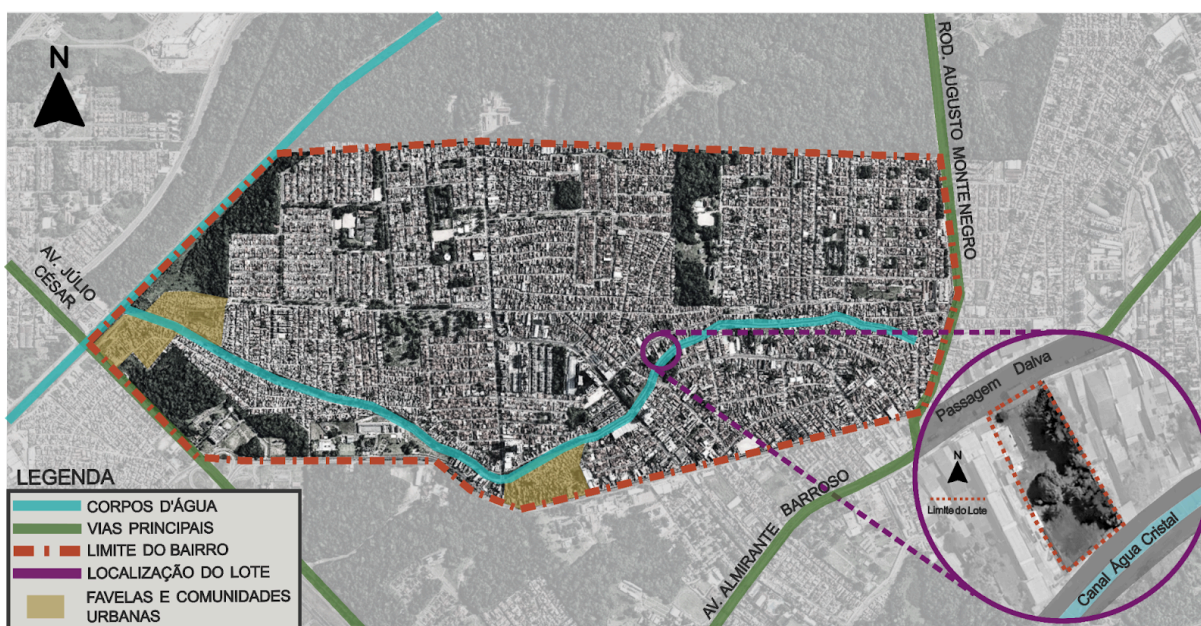 N
ROD. AUGUSTO MONTENEGRO
AV. JÚLIO
CÉSAR
AV. ALMIRANTE BARROSO
Passagem Dalva
N
Limite do Lote
Canal Água Cristal
LEGENDA
CORPOS D'ÁGUA
VIAS PRINCIPAIS
LIMITE DO BAIRRO
LOCALIZAÇÃO DO LOTE
FAVELAS E COMUNIDADES
URBANAS